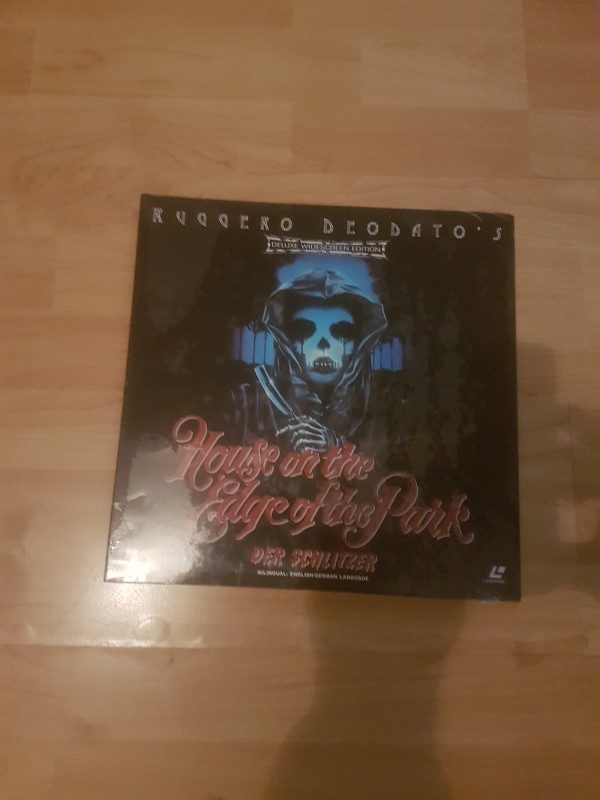 RUGGERO DEODATO'S
DELUXE WIDESCREEN EDITION
House on the
Edge of the Park
DER SCHLITZER
BILINGUAL: ENGLISH/GERMAN LANGUAGE